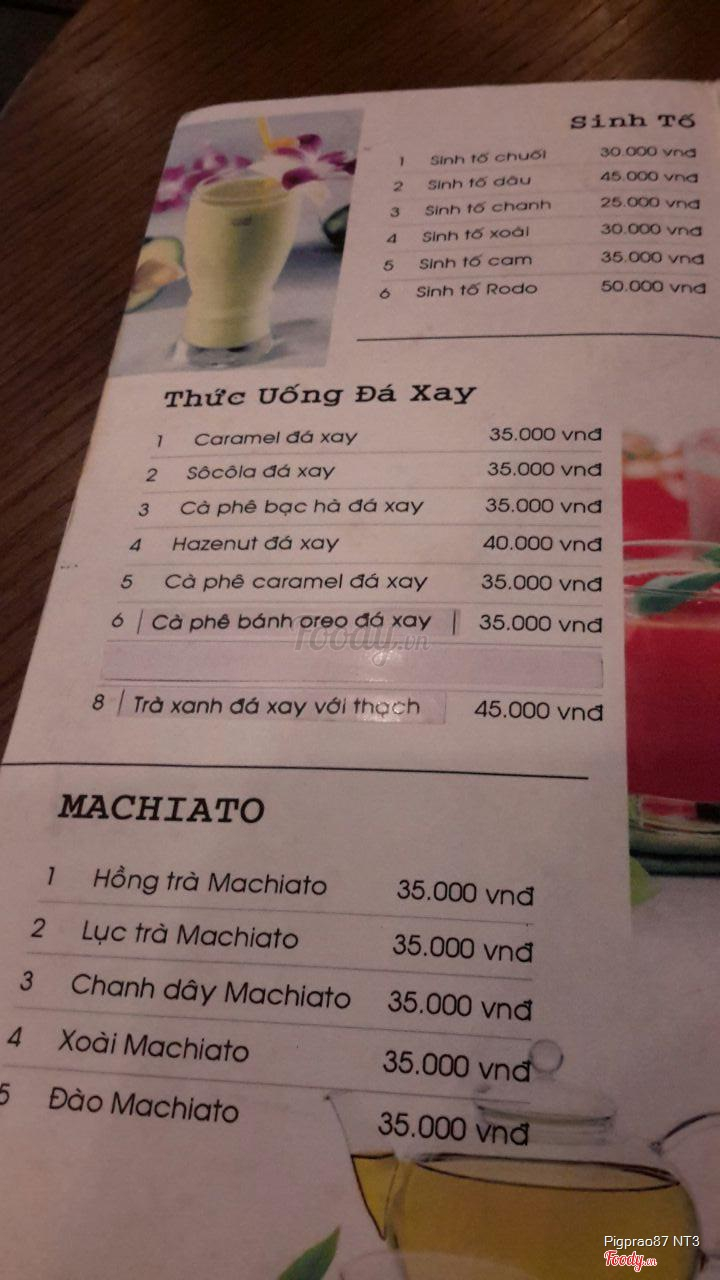 Sinh Tố
1 Sinh tố chuối 30.000 vnđ
2 Sinh tố dâu 45.000 vnđ
3 Sinh tố chanh 25.000 vnđ
4 Sinh tố xoài 30.000 vnđ
5 Sinh tố cam 35.000 vnđ
6 Sinh tố Rodo 50.000 vnđ
Thức Uống Đá Xay
1 Caramel đá xay 35.000 vnđ
2 Sôcôla đá xay 35.000 vnđ
3 Cà phê bạc hà đá xay 35.000 vnđ
4 Hazenut đá xay 40.000 vnđ
5 Cà phê caramel đá xay 35.000 vnđ
6 Cà phê bánh oreo đá xay 35.000 vnđ
foody.vn
8 Trà xanh đá xay với thạch 45.000 vnđ
MACHIATO
1 Hồng trà Machiato 35.000 vnđ
2 Lục trà Machiato 35.000 vnđ
3 Chanh dây Machiato 35.000 vnđ
4 Xoài Machiato 35.000 vnđ
5 Đào Machiato 35.000 vnđ
Pigprao87 NT3
Foody.vn